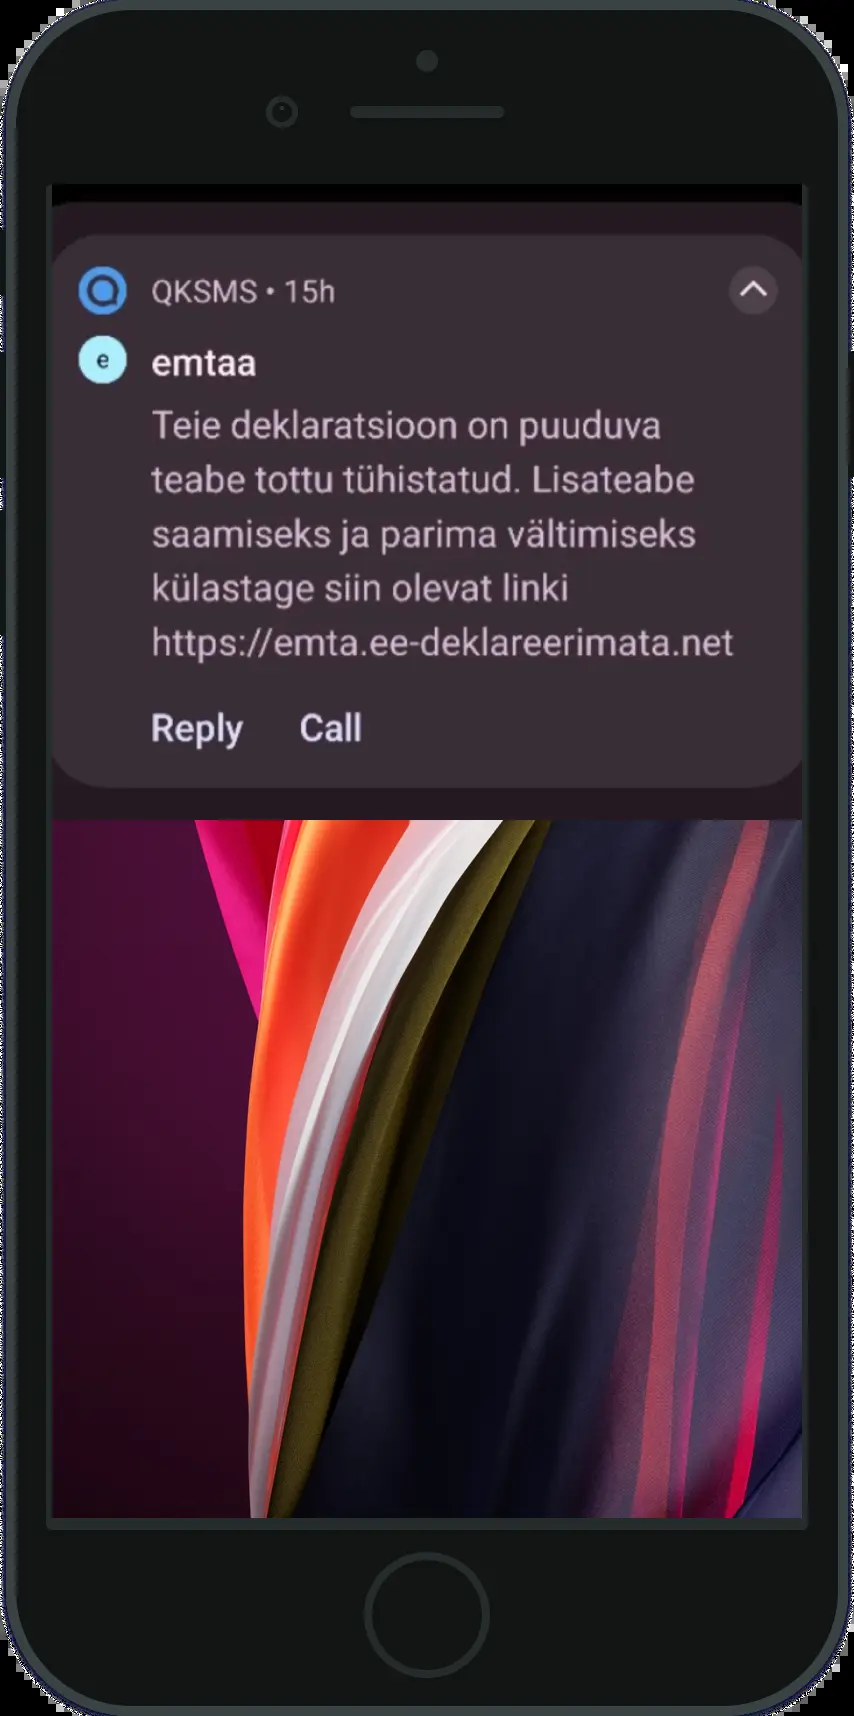 QKSMS • 15h
e
emtaa
Teie deklaratsioon on puuduva
teabe tottu tühistatud. Lisateabe
saamiseks ja parima vältimiseks
külastage siin olevat linki
https://emta.ee-deklareerimata.net
Reply Call